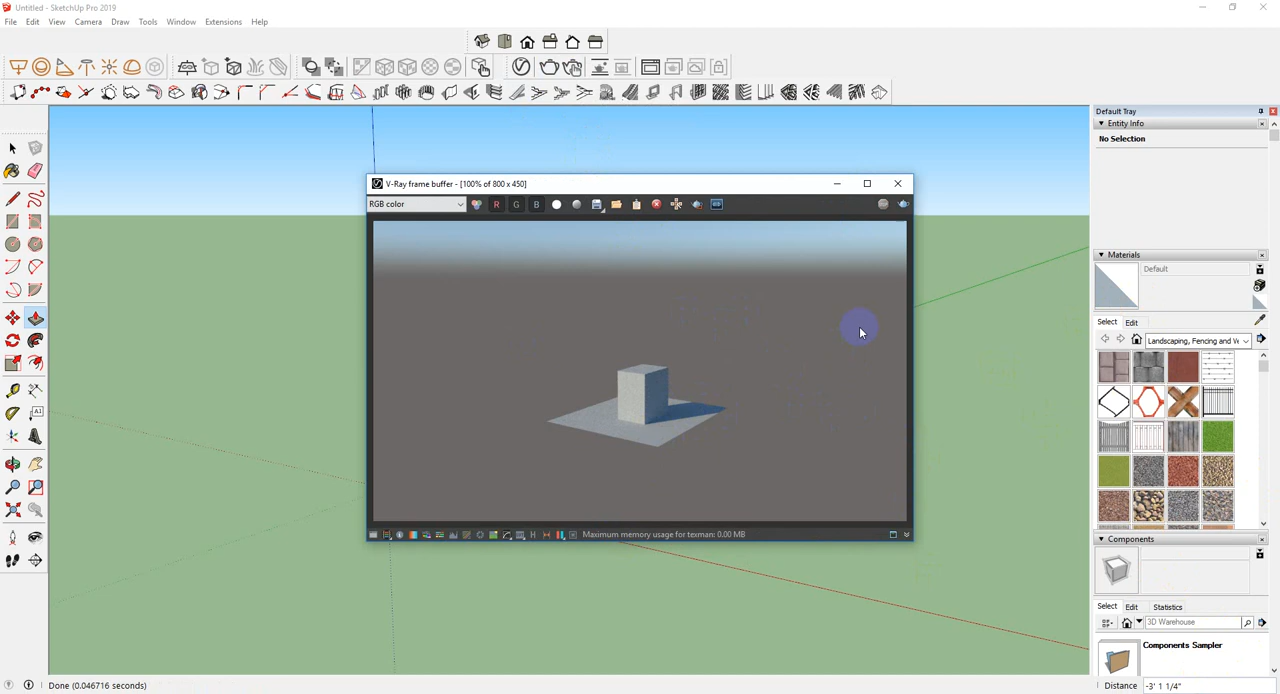 Untitled - SketchUp Pro 2019
File Edit View Camera Draw Tools Window Extensions Help
Default Tray
Entity Info
No Selection
V-Ray frame buffer - [100% of 800 x 450]
RGB color
R G B
Materials
Default
Select Edit
Landscaping, Fencing and Ve
A1
H
Maximum memory usage for texman: 0.00 MB
Components
Select Edit Statistics
3D Warehouse
Components Sampler
Done (0.046716 seconds)
Distance -3' 1 1/4"